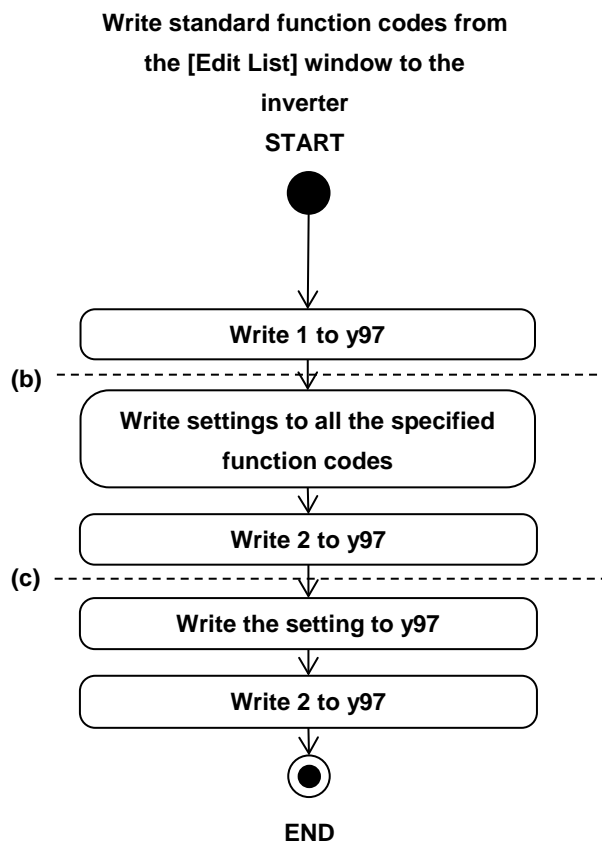 Write standard function codes from
the [Edit List] window to the
inverter
START
Write 1 to y97
(b)
Write settings to all the specified
function codes
Write 2 to y97
(c)
Write the setting to y97
Write 2 to y97
END